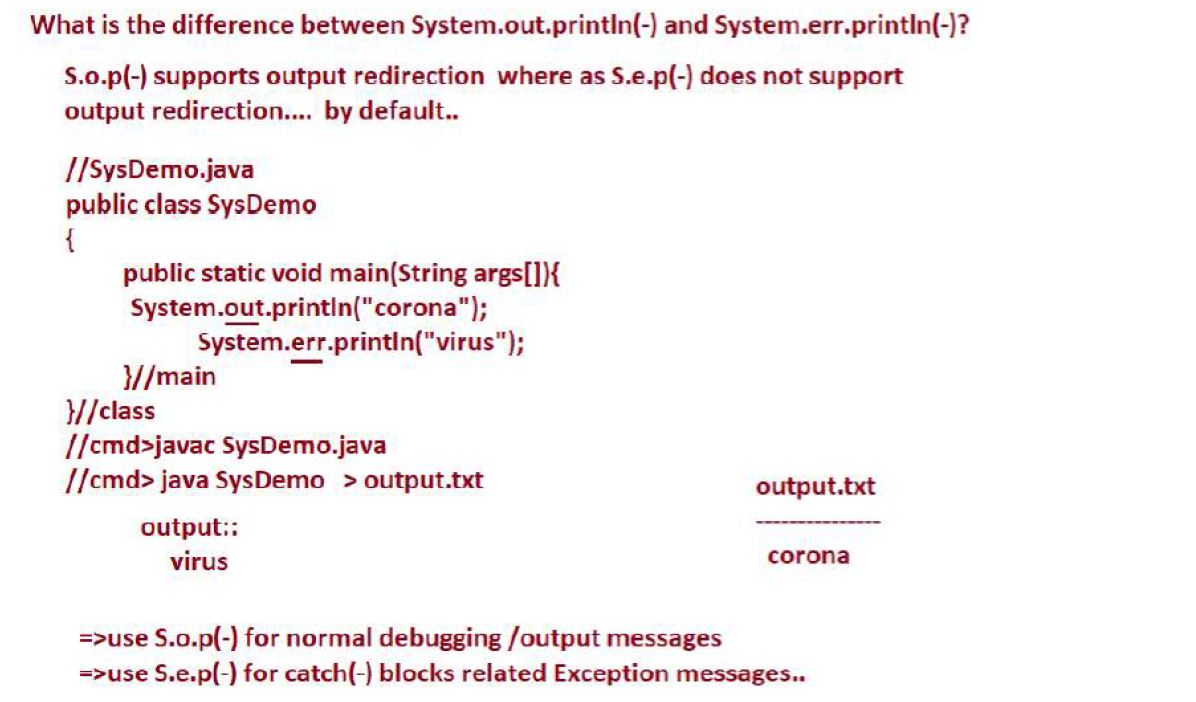 What is the difference between System.out.println(-) and System.err.println(-)?
S.o.p(-) supports output redirection where as S.e.p(-) does not support
output redirection.... by default..
//SysDemo.java
public class SysDemo
{
public static void main(String args[]){
System.out.println("corona");
System.err.println("virus");
}//main
}//class
//cmd>javac SysDemo.java
//cmd> java SysDemo > output.txt
output::
virus
output.txt
---------------
corona
=>use S.o.p(-) for normal debugging /output messages
=>use S.e.p(-) for catch(-) blocks related Exception messages..